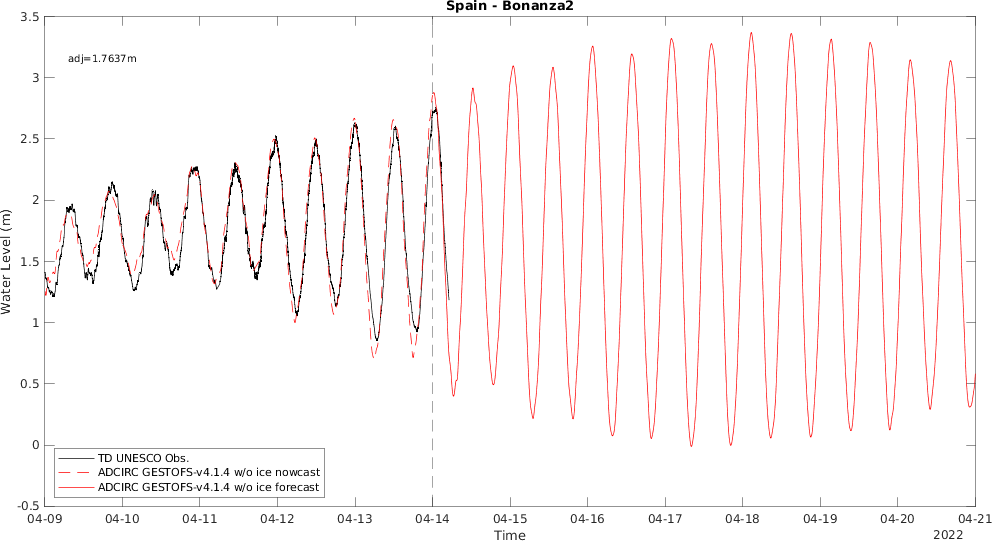 Spain - Bonanza2
adj=1.7637m
Water Level (m)
3.5
3
2.5
2
1.5
1
0.5
0
-0.5
TD UNESCO Obs.
ADCIRC GESTOFS-v4.1.4 w/o ice nowcast
ADCIRC GESTOFS-v4.1.4 w/o ice forecast
04-09 04-10 04-11 04-12 04-13 04-14 04-15 04-16 04-17 04-18 04-19 04-20 04-21
Time
2022